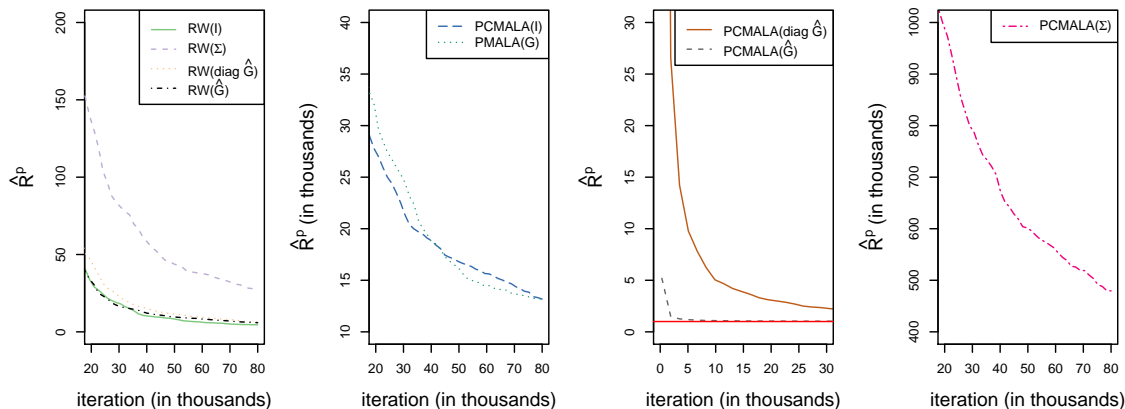 RW(I)
RW(Σ)
RW(diag Ĝ)
RW(Ĝ)
0
50
100
150
200
R̂ᵖ
20 30 40 50 60 70 80
iteration (in thousands)
PCMALA(I)
PMALA(G)
10
15
20
25
30
35
40
R̂ᵖ (in thousands)
20 30 40 50 60 70 80
iteration (in thousands)
PCMALA(diag Ĝ)
PCMALA(Ĝ)
0
5
10
15
20
25
30
R̂ᵖ
0 5 10 15 20 25 30
iteration (in thousands)
PCMALA(Σ)
400
500
600
700
800
900
1000
R̂ᵖ (in thousands)
20 30 40 50 60 70 80
iteration (in thousands)